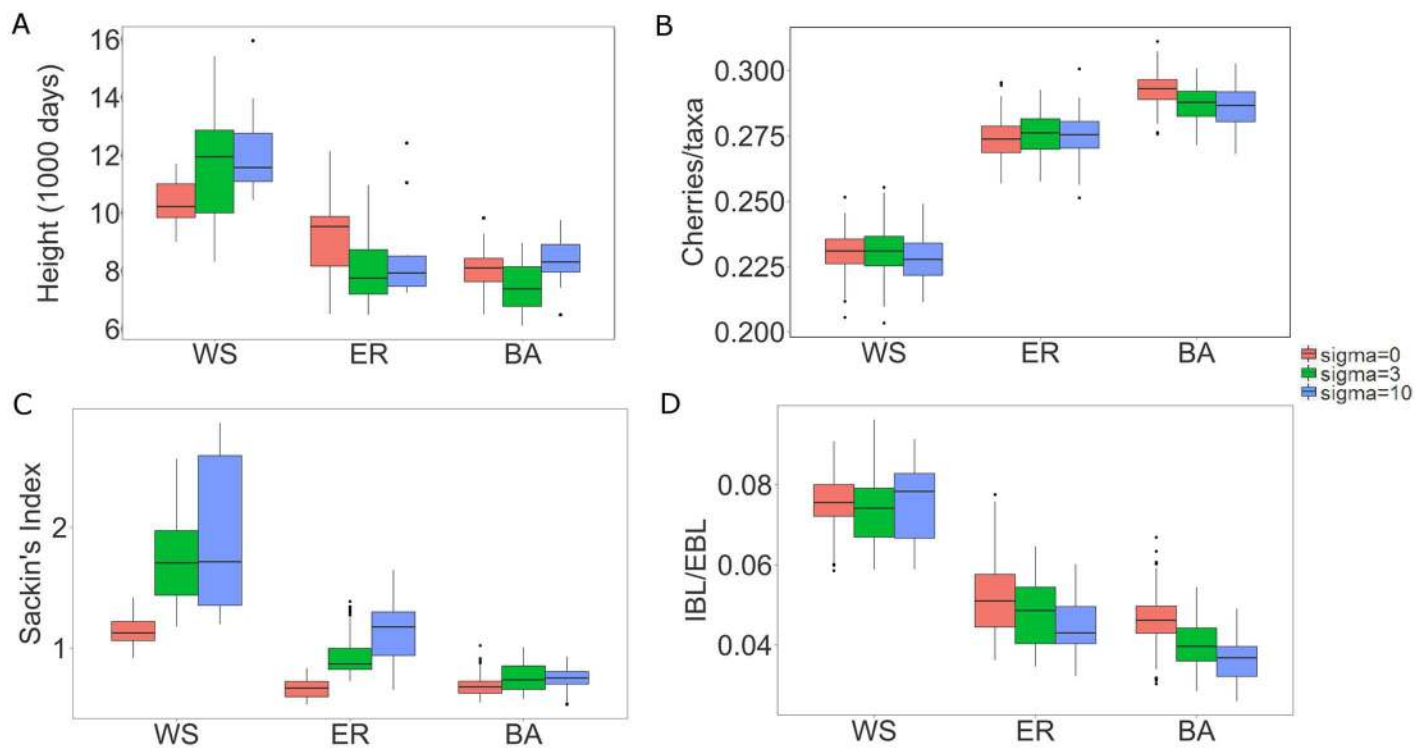 A
Height (1000 days)
16
14
12
10
8
6
WS ER BA
B
Cherries/taxa
0.300
0.275
0.250
0.225
0.200
WS ER BA
sigma=0
sigma=3
sigma=10
C
Sackin's Index
2
1
WS ER BA
D
IBL/EBL
0.08
0.06
0.04
WS ER BA